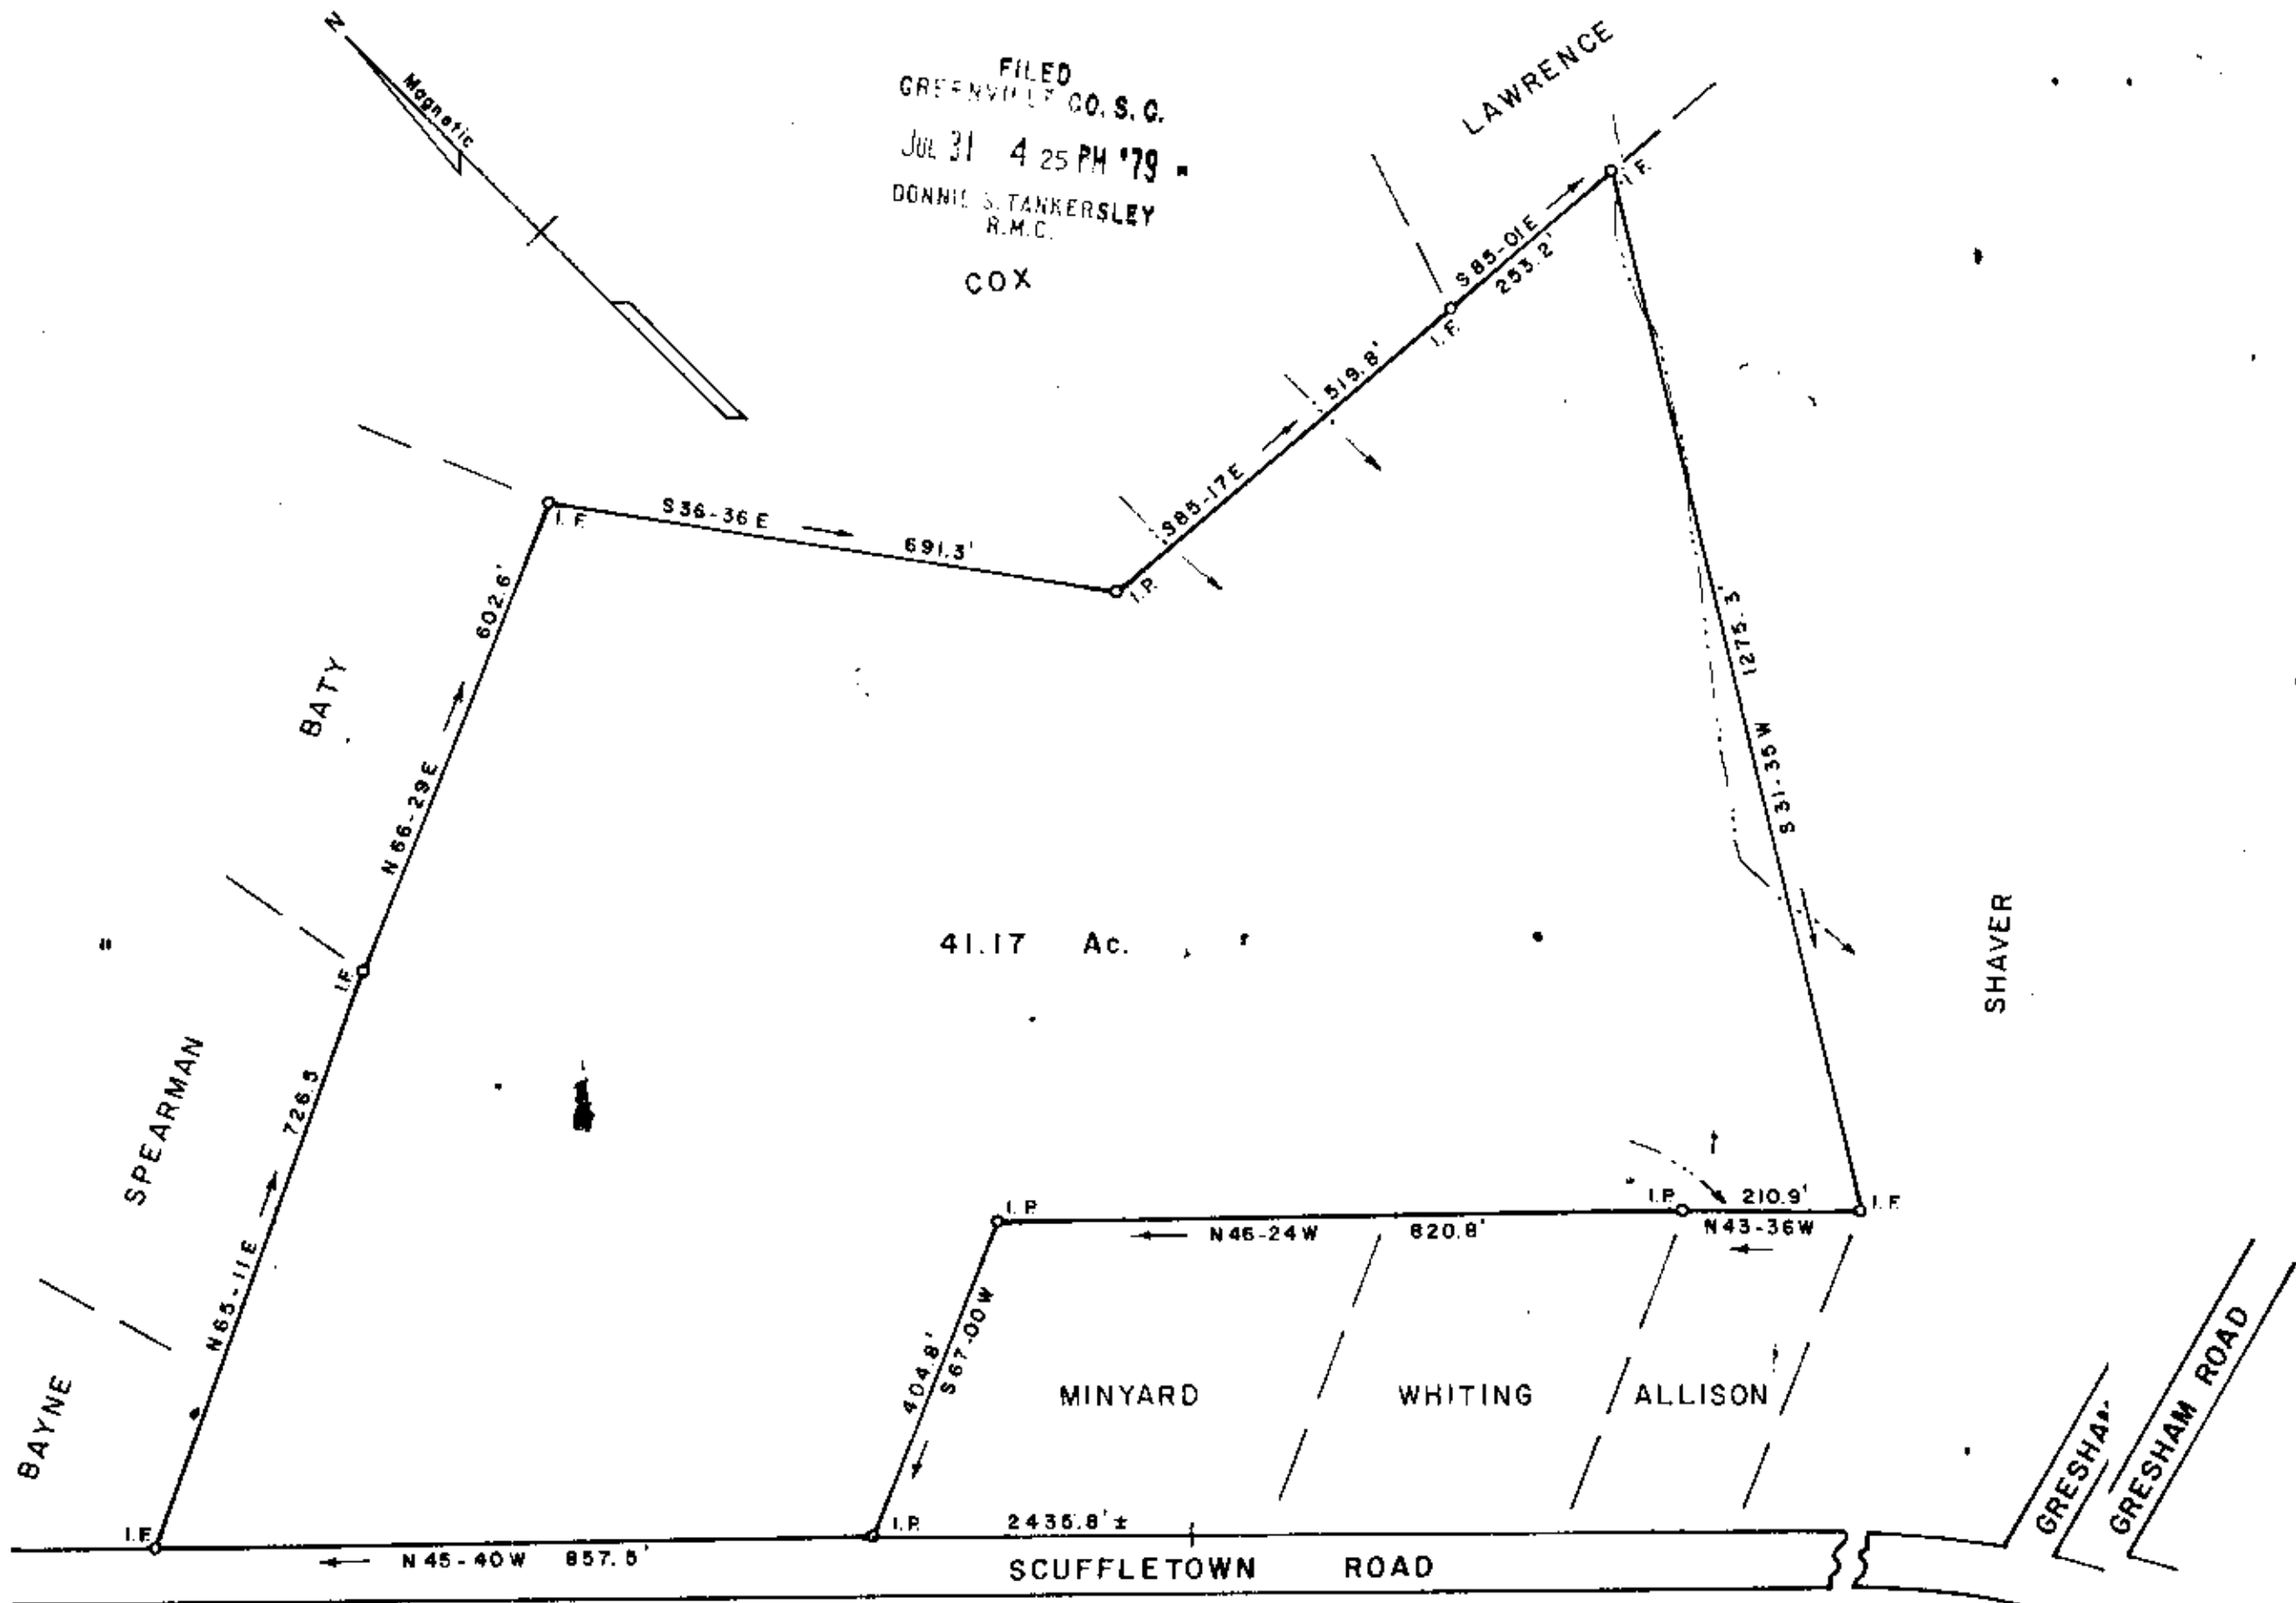 N
Magnetic
FILED
GREENVILLE CO. S. C.
JUL 31 4 25 PM '79
DONNIE S. TANKERSLEY
R.M.C.
COX
LAWRENCE
I.F.
S85-01E
253.2'
I.F.
519.8'
S85-17E
I.P.
S36-36E
691.3'
I.F.
602.6'
N66-29E
BATY
I.F.
SPEARMAN
726.5
N65-11E
BAYNE
I.F.
1275.3'
S31-35W
SHAVER
41.17 Ac.
I.P.
N46-24W 820.8'
I.P.
210.9'
N43-36W
I.F.
404.8'
S67-00W
MINYARD
WHITING
ALLISON
GRESHAM
GRESHAM ROAD
I.P.
2436.8'±
N45-40W 857.5'
SCUFFLETOWN ROAD